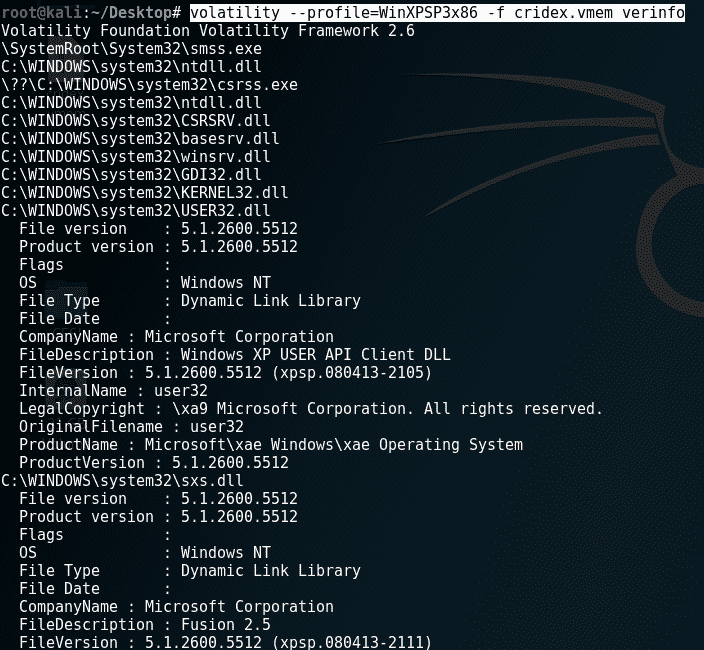 root@kali:~/Desktop# volatility --profile=WinXPSP3x86 -f cridex.vmem verinfo
Volatility Foundation Volatility Framework 2.6
\SystemRoot\System32\smss.exe
C:\WINDOWS\system32\ntdll.dll
\??\C:\WINDOWS\system32\csrss.exe
C:\WINDOWS\system32\ntdll.dll
C:\WINDOWS\system32\CSRSRV.dll
C:\WINDOWS\system32\basesrv.dll
C:\WINDOWS\system32\winsrv.dll
C:\WINDOWS\system32\GDI32.dll
C:\WINDOWS\system32\KERNEL32.dll
C:\WINDOWS\system32\USER32.dll
  File version    : 5.1.2600.5512
  Product version : 5.1.2600.5512
  Flags           :
  OS              : Windows NT
  File Type       : Dynamic Link Library
  File Date       :
  CompanyName : Microsoft Corporation
  FileDescription : Windows XP USER API Client DLL
  FileVersion : 5.1.2600.5512 (xpsp.080413-2105)
  InternalName : user32
  LegalCopyright : \xa9 Microsoft Corporation. All rights reserved.
  OriginalFilename : user32
  ProductName : Microsoft\xae Windows\xae Operating System
  ProductVersion : 5.1.2600.5512
C:\WINDOWS\system32\sxs.dll
  File version    : 5.1.2600.5512
  Product version : 5.1.2600.5512
  Flags           :
  OS              : Windows NT
  File Type       : Dynamic Link Library
  File Date       :
  CompanyName : Microsoft Corporation
  FileDescription : Fusion 2.5
  FileVersion : 5.1.2600.5512 (xpsp.080413-2111)